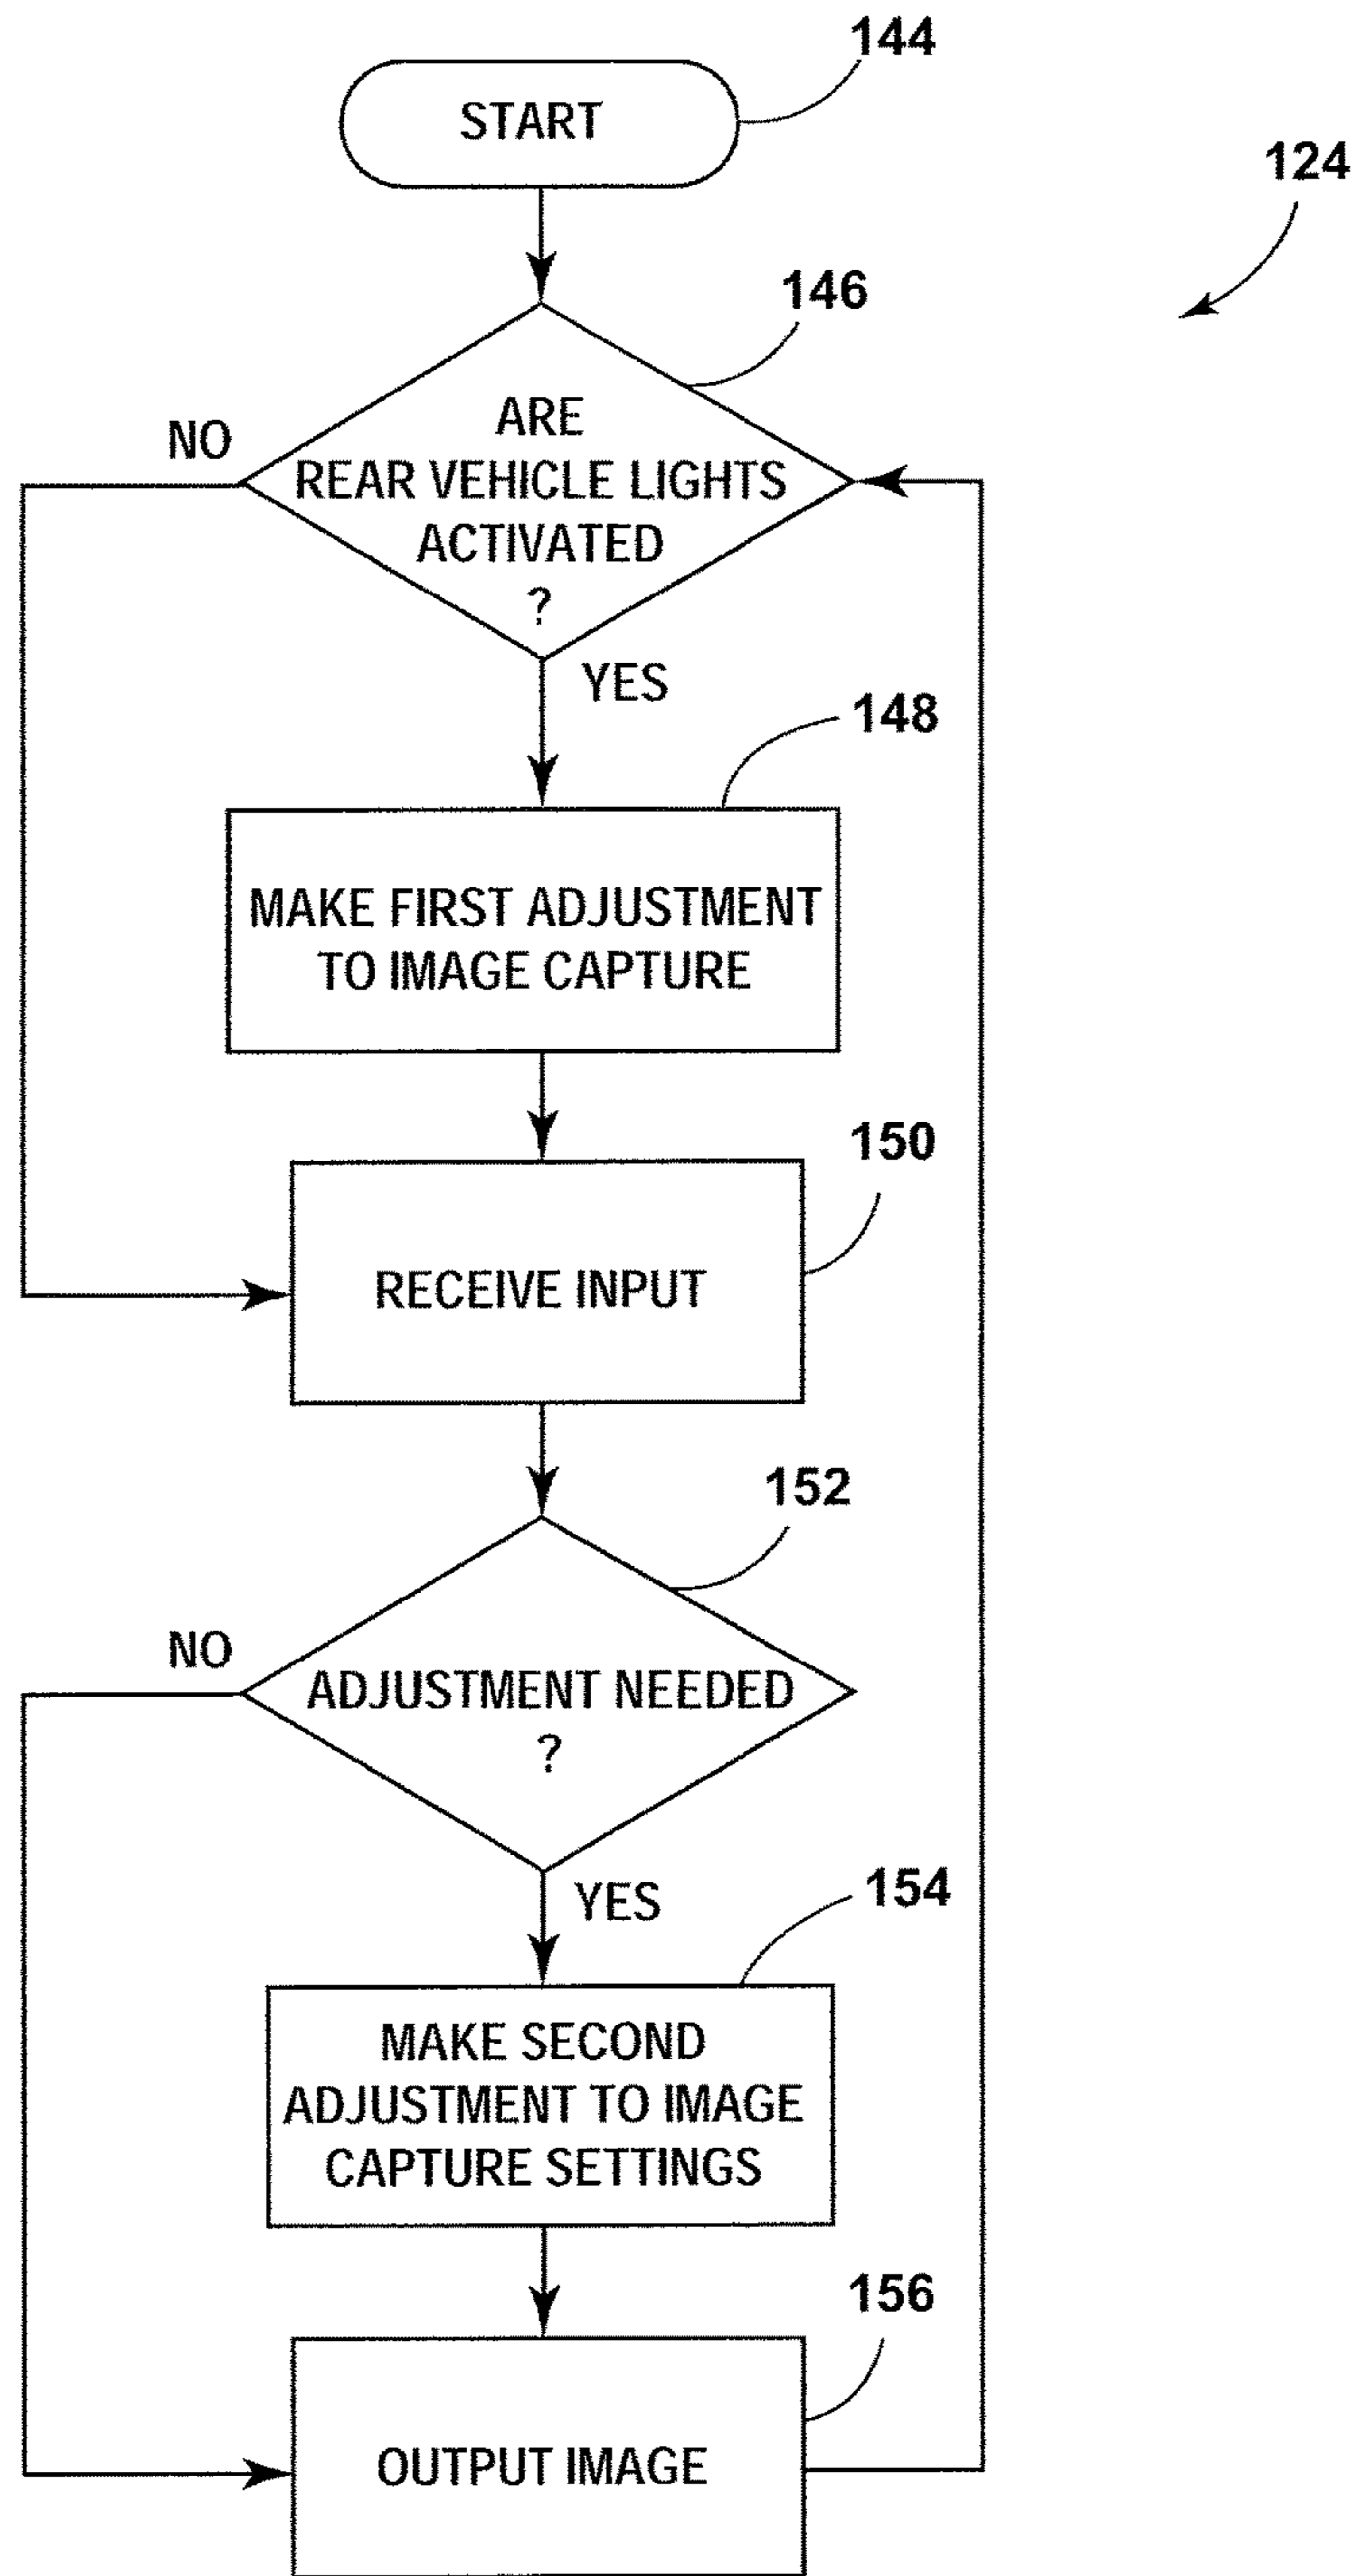 144
START
124
146
NO
ARE
REAR VEHICLE LIGHTS
ACTIVATED
?
YES
148
MAKE FIRST ADJUSTMENT
TO IMAGE CAPTURE
150
RECEIVE INPUT
152
NO
ADJUSTMENT NEEDED
?
YES
154
MAKE SECOND
ADJUSTMENT TO IMAGE
CAPTURE SETTINGS
156
OUTPUT IMAGE